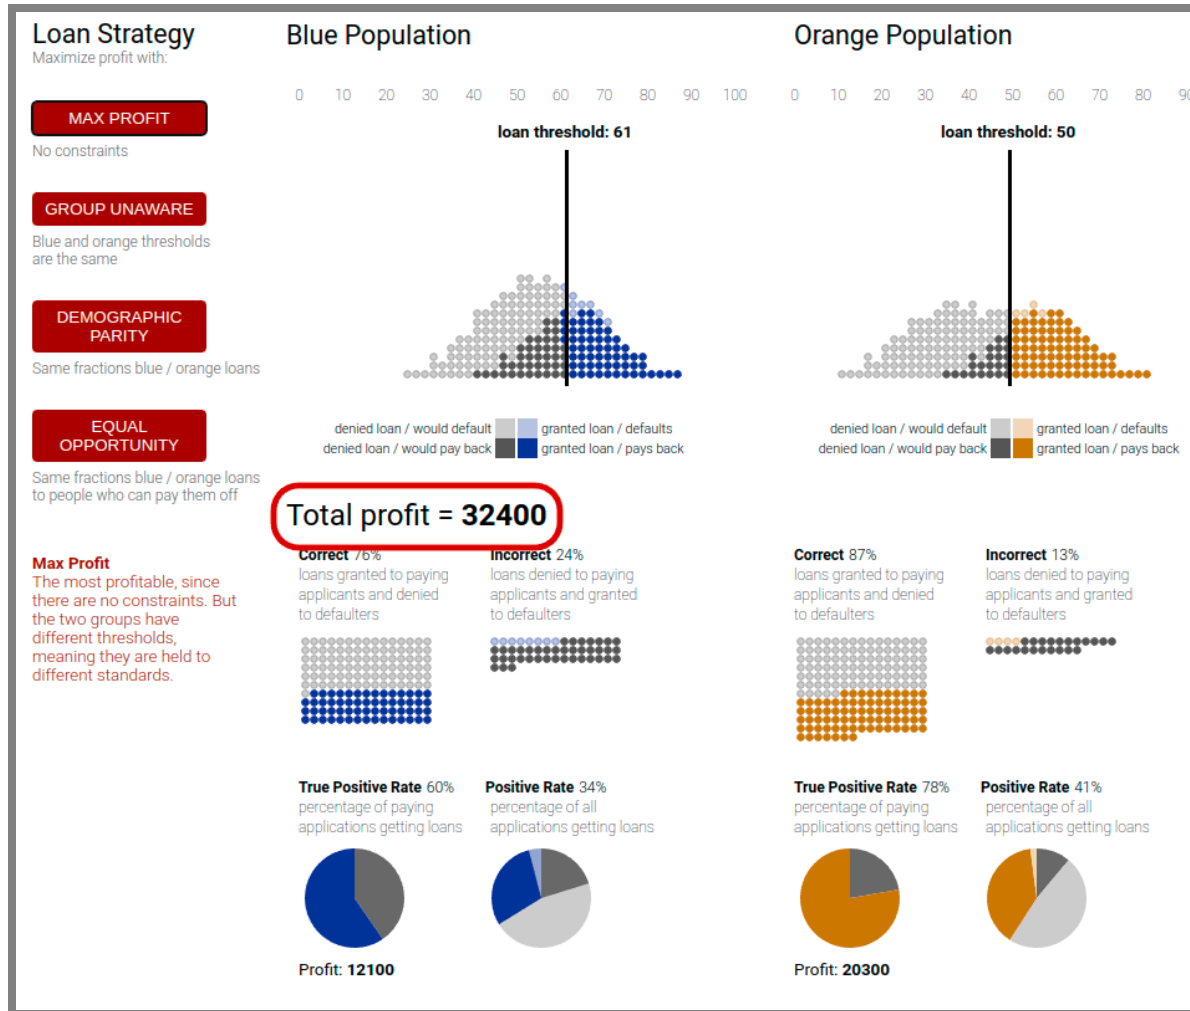 Loan Strategy
Maximize profit with:
MAX PROFIT
No constraints
GROUP UNAWARE
Blue and orange thresholds
are the same
DEMOGRAPHIC
PARITY
Same fractions blue / orange loans
EQUAL
OPPORTUNITY
Same fractions blue / orange loans
to people who can pay them off
Max Profit
The most profitable, since
there are no constraints. But
the two groups have
different thresholds,
meaning they are held to
different standards.
Blue Population
0 10 20 30 40 50 60 70 80 90 100
loan threshold: 61
denied loan / would default
granted loan / defaults
denied loan / would pay back
granted loan / pays back
Total profit = 32400
Correct 76%
loans granted to paying
applicants and denied
to defaulters
Incorrect 24%
loans denied to paying
applicants and granted
to defaulters
True Positive Rate 60%
percentage of paying
applications getting loans
Positive Rate 34%
percentage of all
applications getting loans
Profit: 12100
Orange Population
0 10 20 30 40 50 60 70 80 90
loan threshold: 50
denied loan / would default
granted loan / defaults
denied loan / would pay back
granted loan / pays back
Correct 87%
loans granted to paying
applicants and denied
to defaulters
Incorrect 13%
loans denied to paying
applicants and granted
to defaulters
True Positive Rate 78%
percentage of paying
applications getting loans
Positive Rate 41%
percentage of all
applications getting loans
Profit: 20300